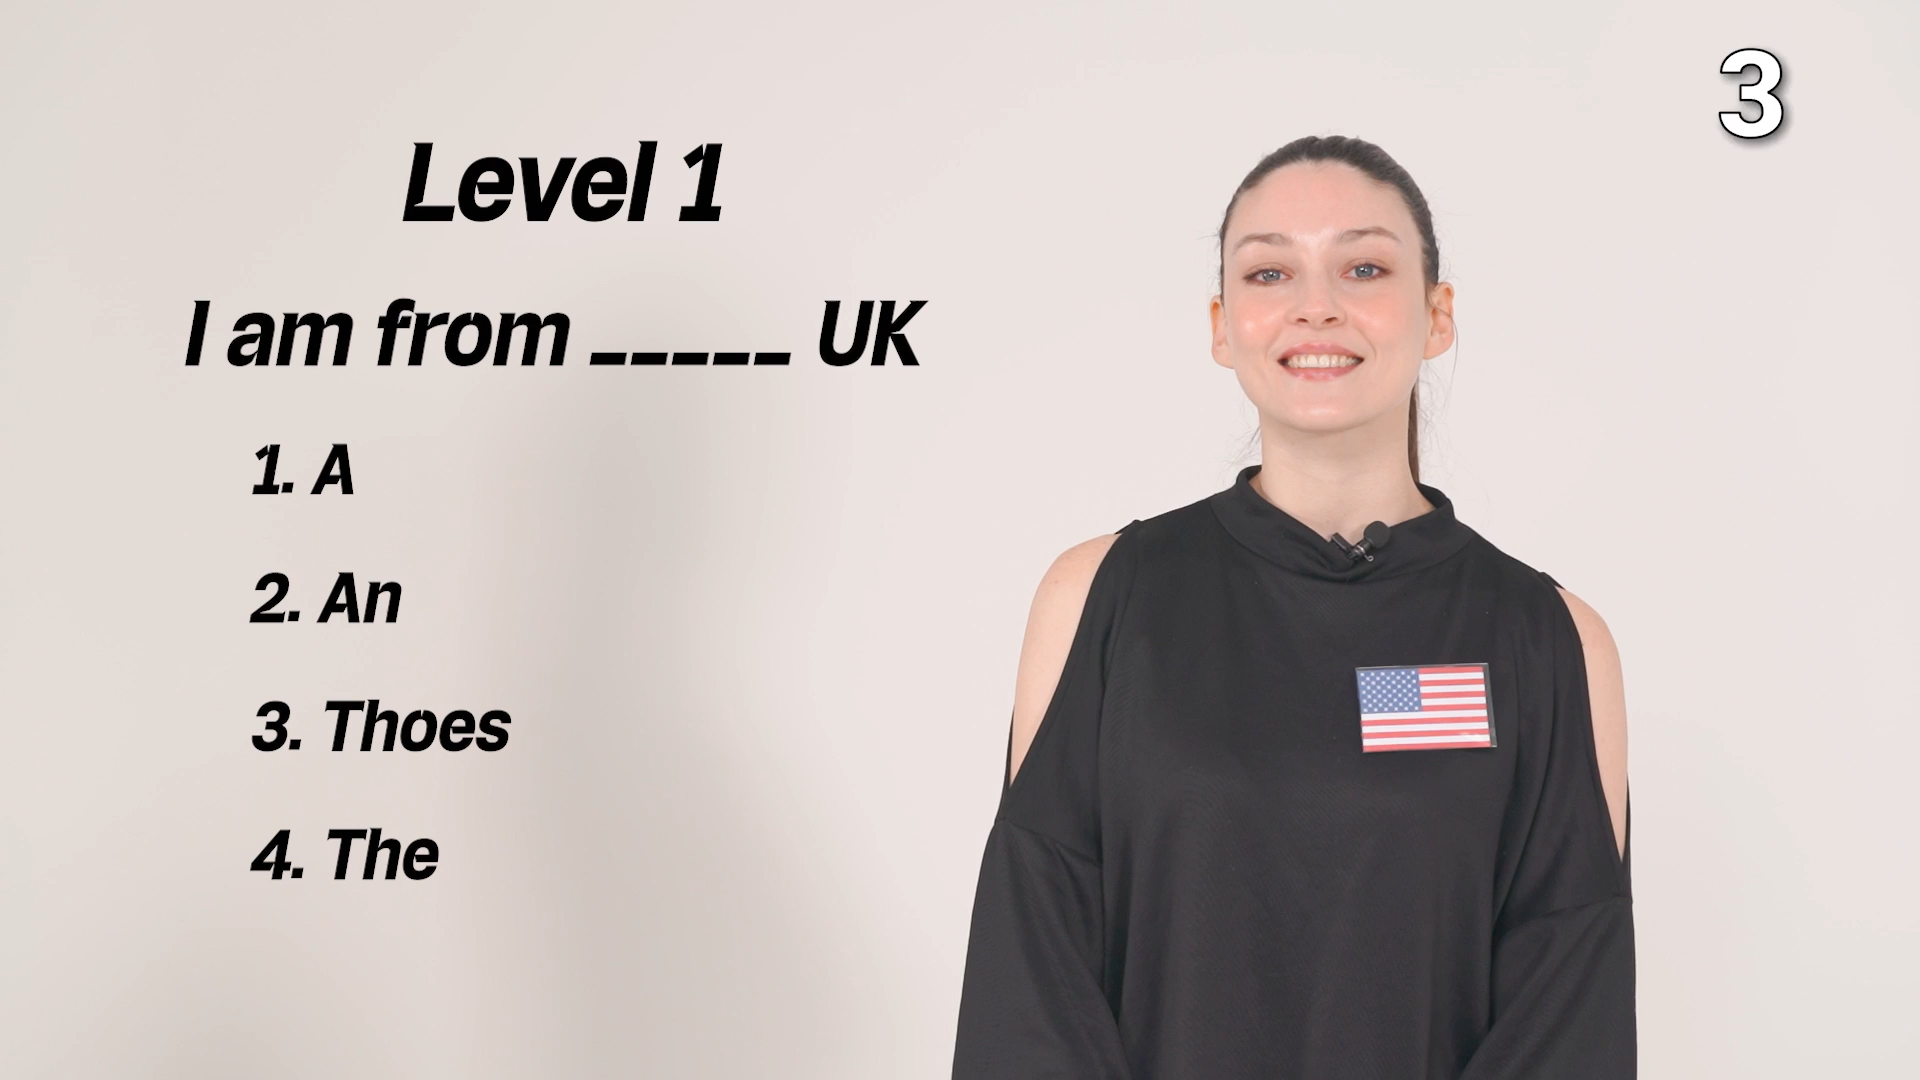 3
Level 1
I am from _____ UK
1. A
2. An
3. Thoes
4. The